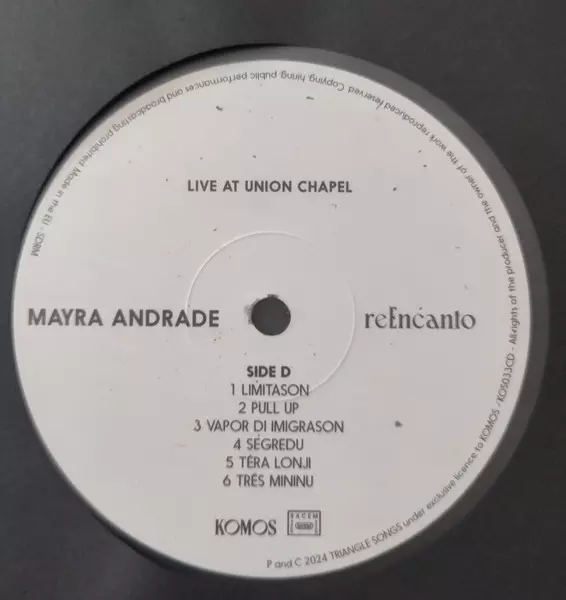 LIVE AT UNION CHAPEL
MAYRA ANDRADE
reEncanto
SIDE D
1 LIMITASON
2 PULL UP
3 VAPOR DI IMIGRASON
4 SEGREDU
5 TÉRA LONJI
6 TRÊS MININU
KOMOS
SACEM
P and C 2024 TRIANGLE SONGS under exclusive licence to KOMOS / KOS033CD - All rights of the producer and the owner of the work reproduced reserved. Copying, hiring, public performances and broadcasting prohibited. Made in the EU - SDRM